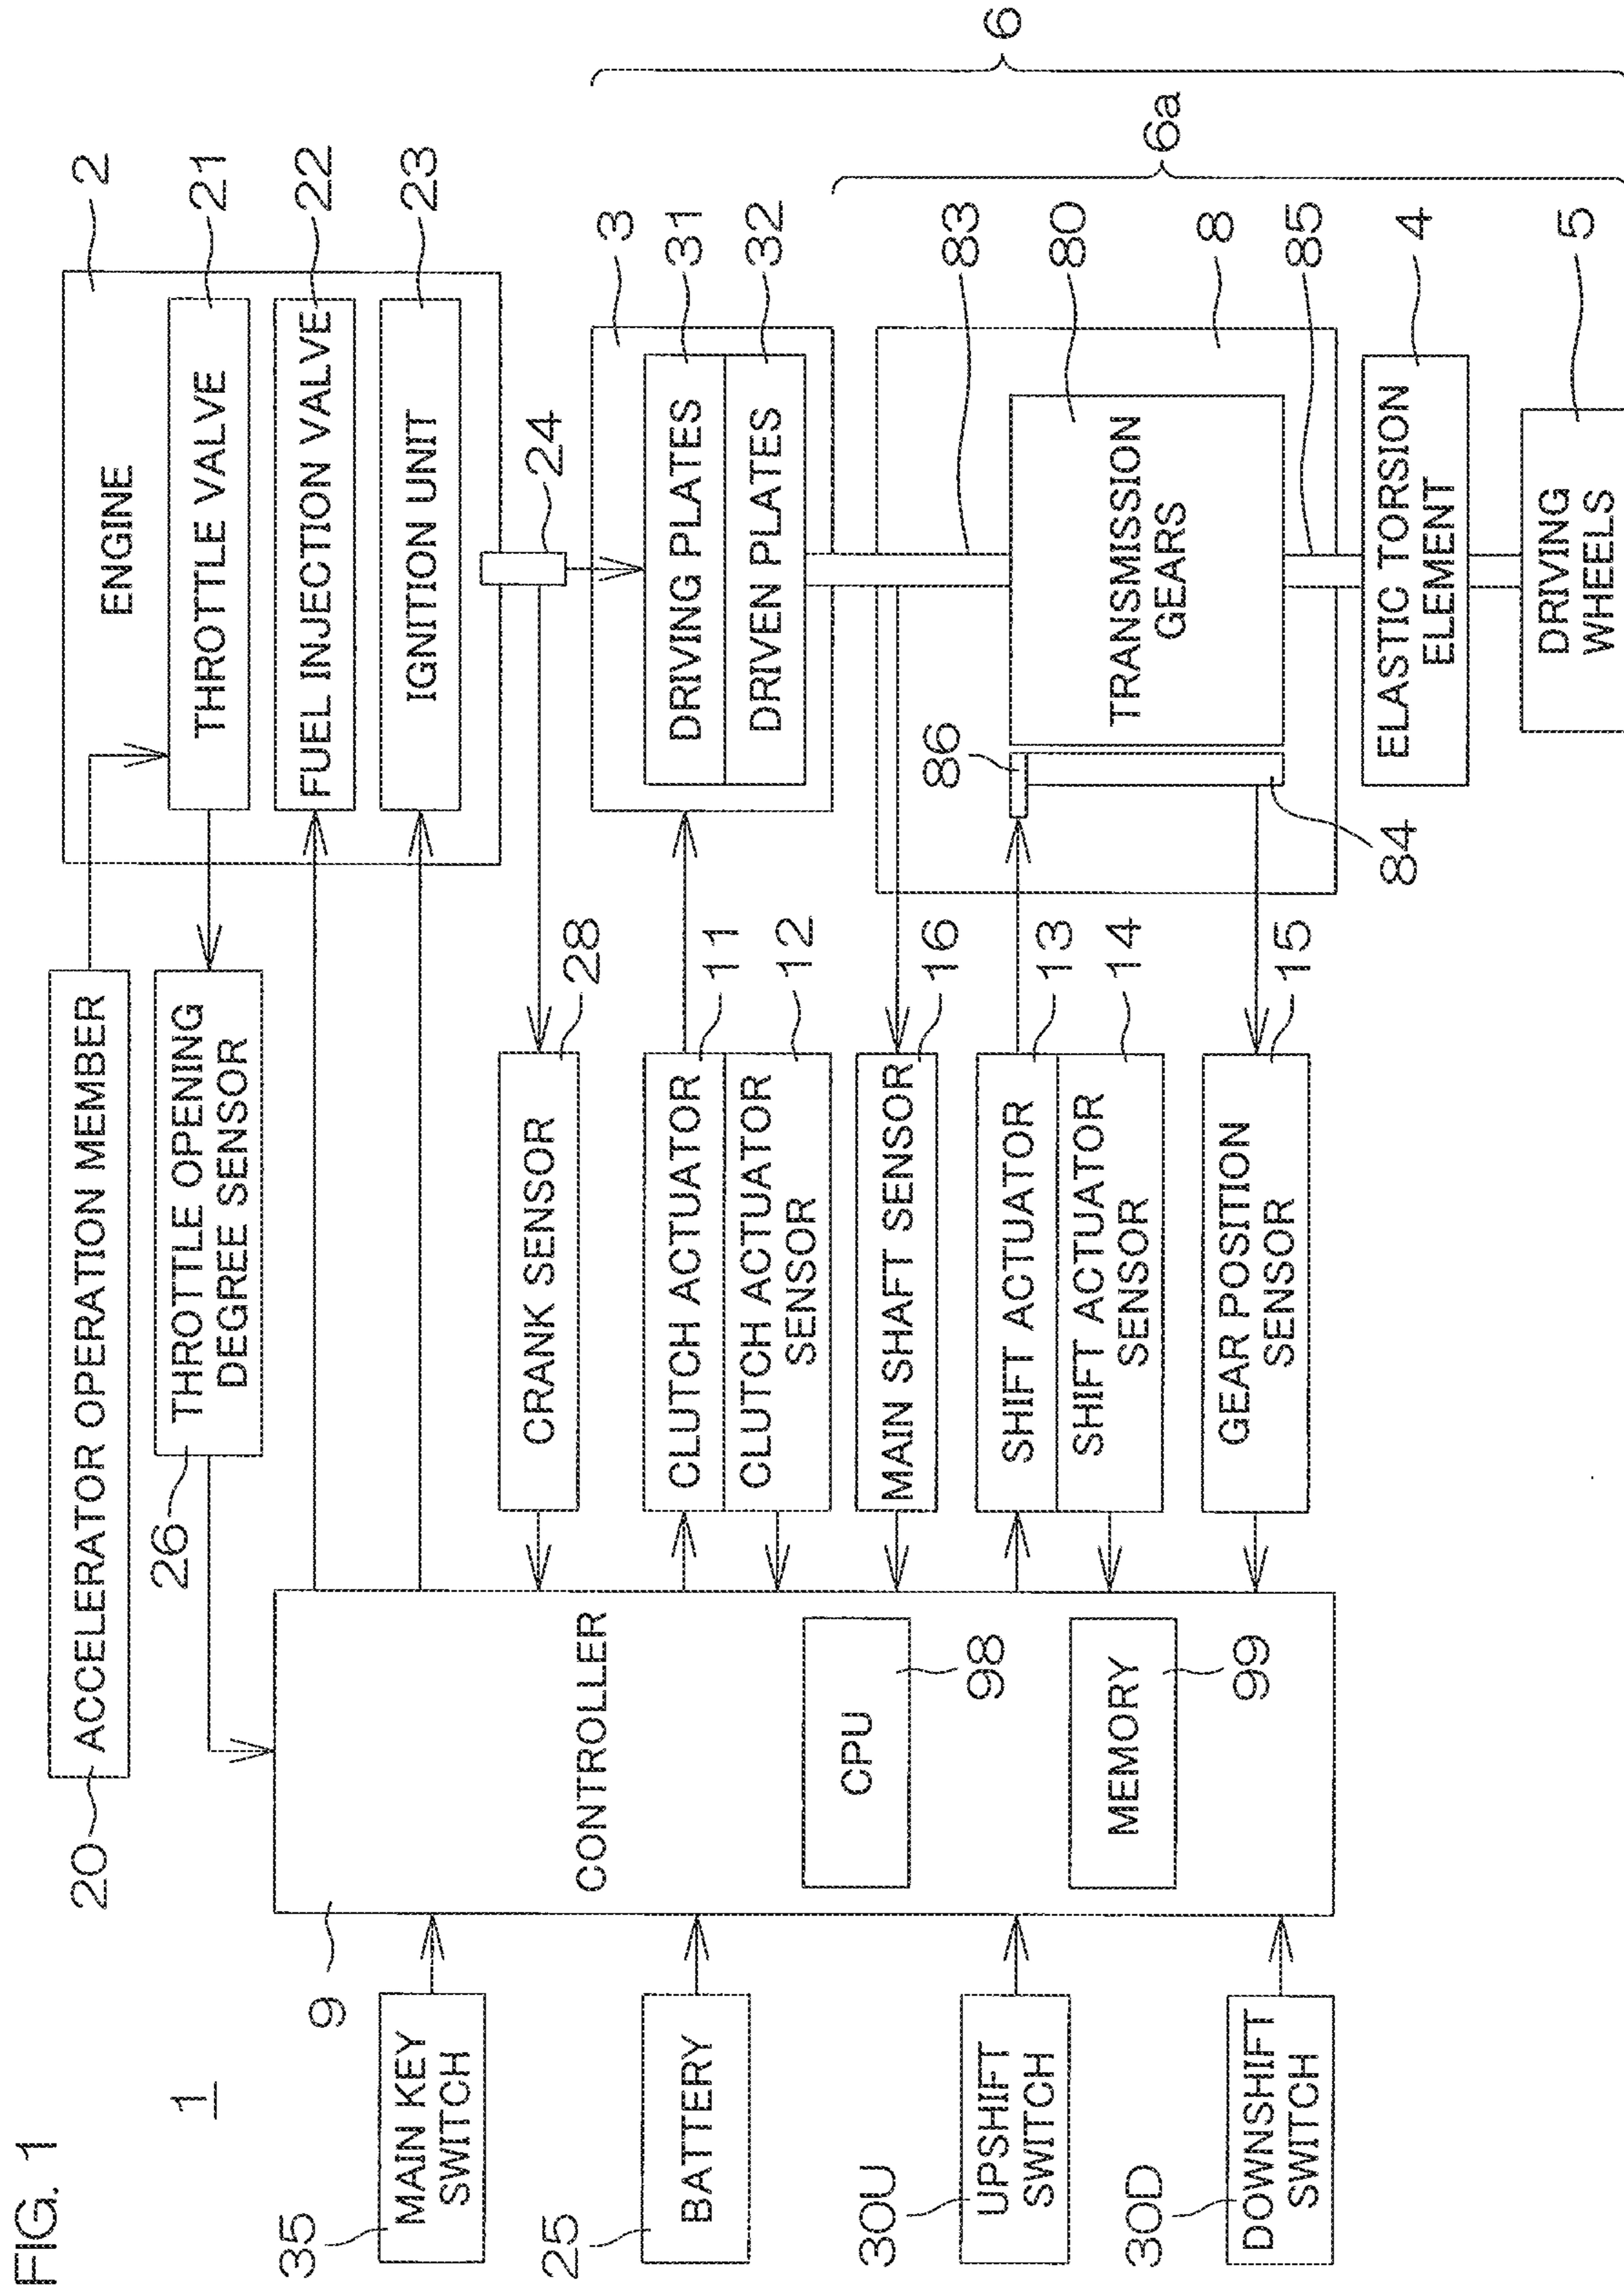 FIG. 1
1
20
ACCELERATOR OPERATION MEMBER
26
THROTTLE OPENING
DEGREE SENSOR
ENGINE
2
THROTTLE VALVE
21
FUEL INJECTION VALVE
22
IGNITION UNIT
23
24
35
MAIN KEY
SWITCH
25
BATTERY
30U
UPSHIFT
SWITCH
30D
DOWNSHIFT
SWITCH
9
CONTROLLER
CPU
98
MEMORY
99
CRANK SENSOR
28
CLUTCH ACTUATOR
11
CLUTCH ACTUATOR
SENSOR
12
MAIN SHAFT SENSOR
16
SHIFT ACTUATOR
13
SHIFT ACTUATOR
SENSOR
14
GEAR POSITION
SENSOR
15
3
DRIVING PLATES
31
DRIVEN PLATES
32
83
86
TRANSMISSION
GEARS
80
84
8
85
ELASTIC TORSION
ELEMENT
4
DRIVING
WHEELS
5
6a
6